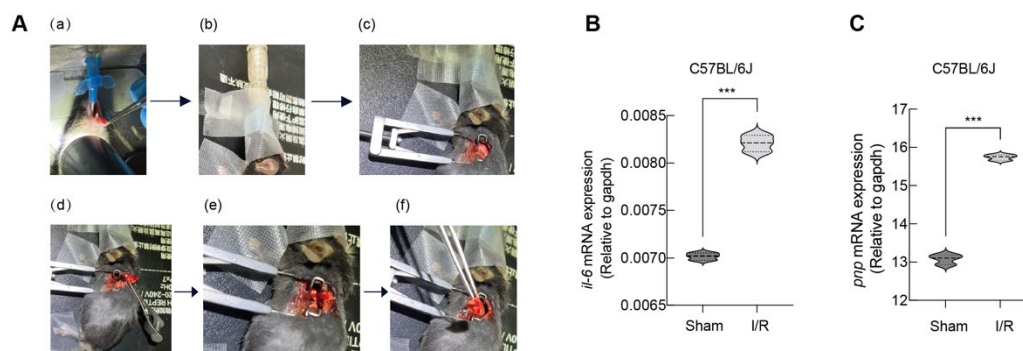 A
(a)
(b)
(c)
(d)
(e)
(f)
B
C57BL/6J
***
il-6 mRNA expression
(Relative to gapdh)
0.0085
0.0080
0.0075
0.0070
0.0065
Sham
I/R
C
C57BL/6J
***
pnp mRNA expression
(Relative to gapdh)
17
16
15
14
13
12
Sham
I/R